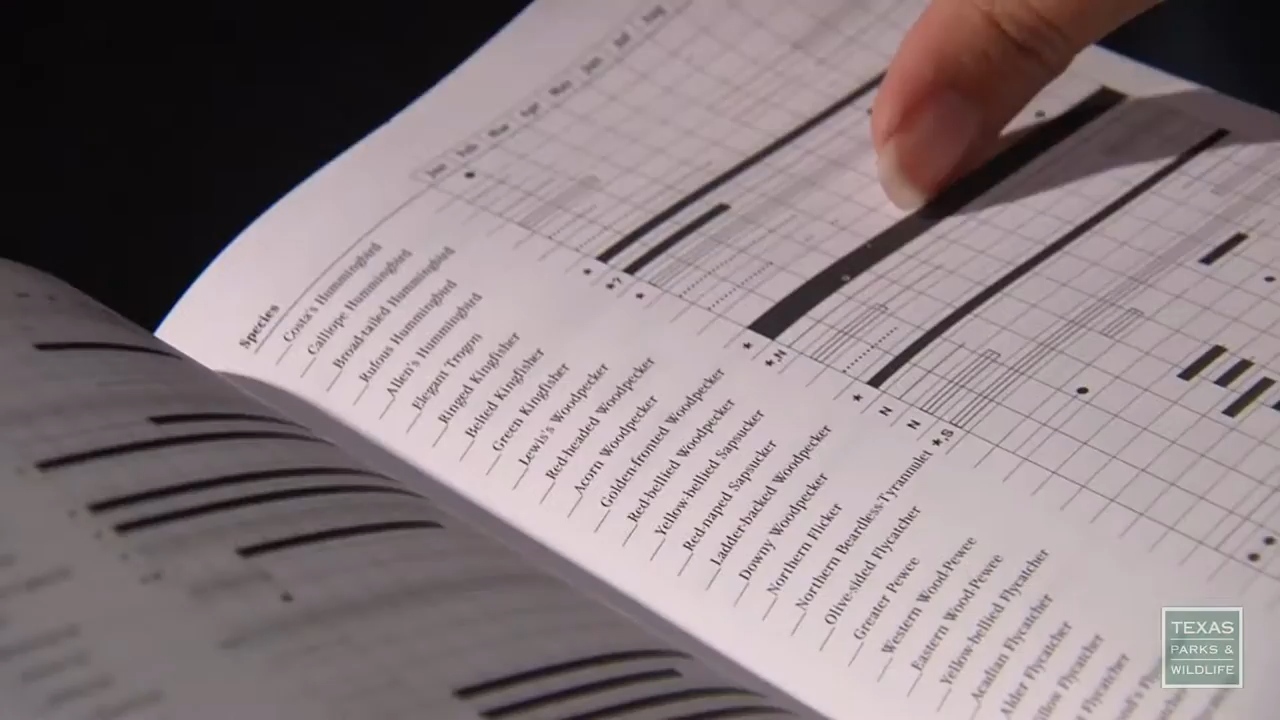 Jan Feb Mar Apr May Jun Jul Aug
Species
Costa's Hummingbird
Calliope Hummingbird
Broad-tailed Hummingbird
Rufous Hummingbird
Allen's Hummingbird
Elegant Trogon
Ringed Kingfisher
Belted Kingfisher
Green Kingfisher
Lewis's Woodpecker
Red-headed Woodpecker
Acorn Woodpecker
Golden-fronted Woodpecker
Red-bellied Woodpecker
Yellow-bellied Sapsucker
Red-naped Sapsucker
Ladder-backed Woodpecker
Downy Woodpecker
Northern Flicker
Northern Beardless-Tyrannulet
Olive-sided Flycatcher
Greater Pewee
Western Wood-Pewee
Eastern Wood-Pewee
Yellow-bellied Flycatcher
Acadian Flycatcher
Alder Flycatcher
Flycatcher
Flycatcher
*
*?
*
*
*,N
*
N
N
*,S
TEXAS
PARKS &
WILDLIFE